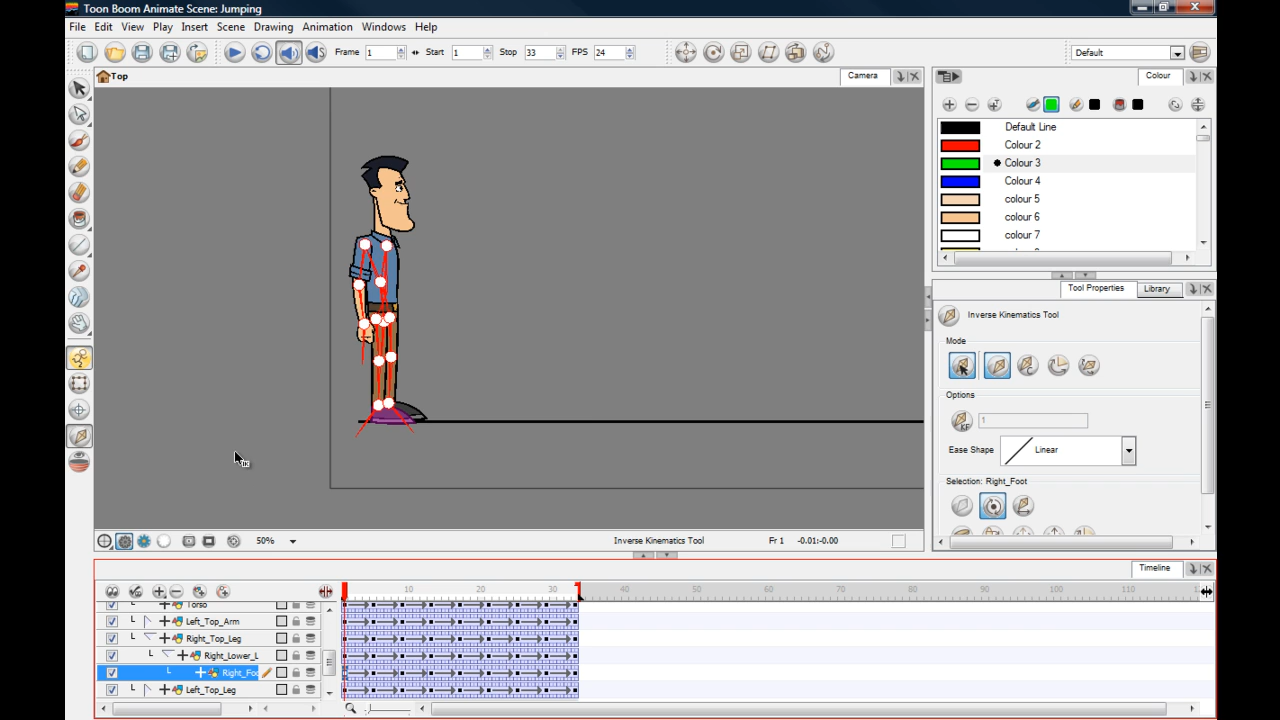 Toon Boom Animate Scene: Jumping
File Edit View Play Insert Scene Drawing Animation Windows Help
Frame 1 Start 1 Stop 33 FPS 24 Default
Top Camera Colour
Default Line
Colour 2
Colour 3
Colour 4
colour 5
colour 6
colour 7
Tool Properties Library
Inverse Kinematics Tool
Mode
Options
1
Ease Shape Linear
Selection: Right_Foot
50% Inverse Kinematics Tool Fr 1 -0.01:-0.00
Timeline
10 20 30 40 50 60 70 80 90 100 110
Torso
Left_Top_Arm
Right_Top_Leg
Right_Lower_L
Right_Foo
Left_Top_Leg